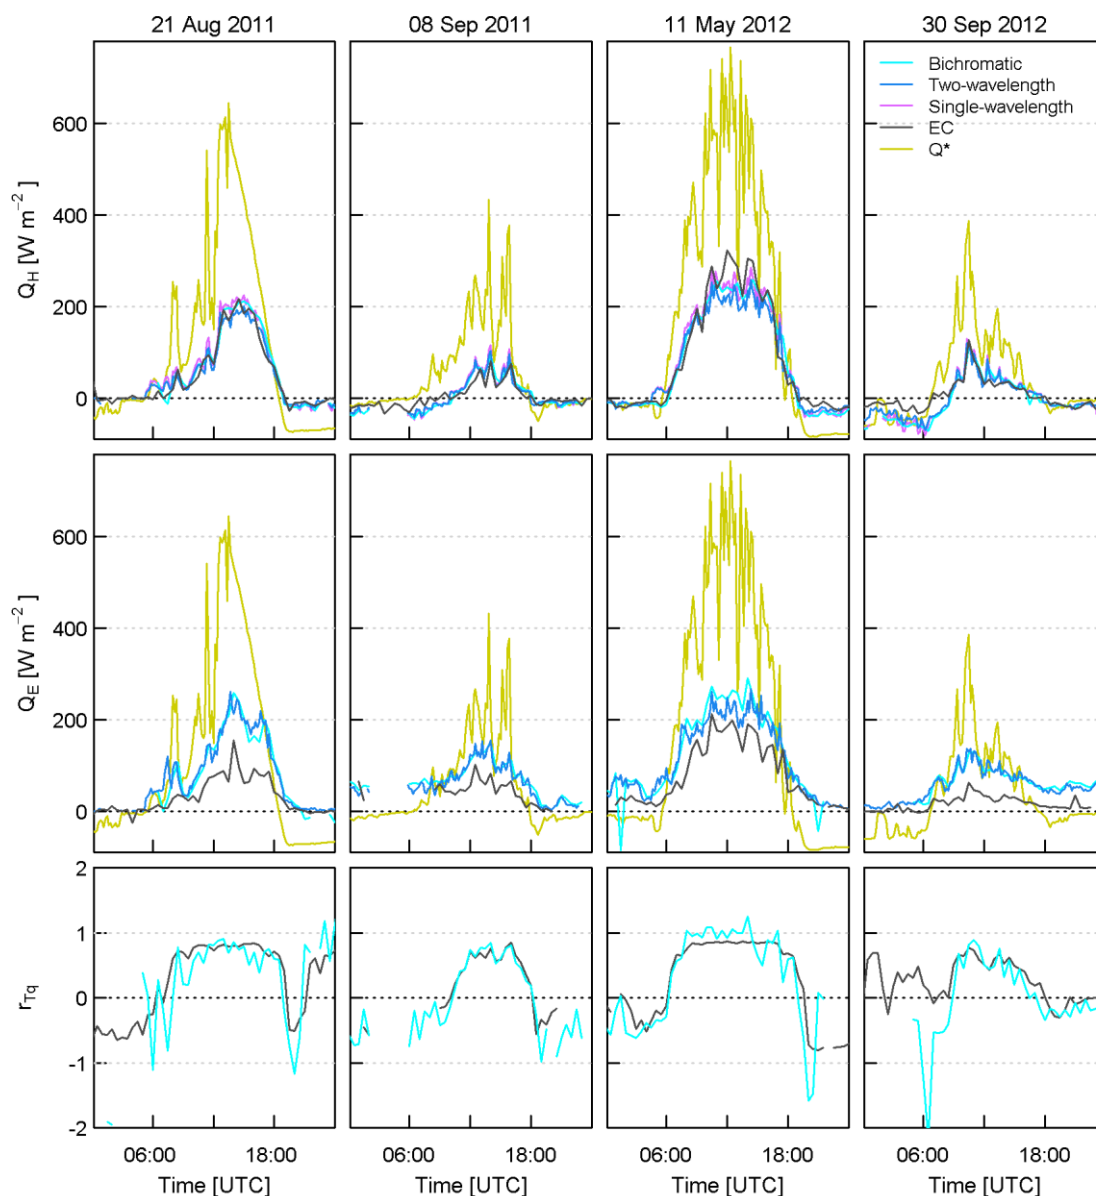 21 Aug 2011 08 Sep 2011 11 May 2012 30 Sep 2012
Bichromatic
Two-wavelength
Single-wavelength
EC
Q*
600
400
200
0
Q_H [W m⁻²]
600
400
200
0
Q_E [W m⁻²]
2
1
0
-1
-2
r_Tq
06:00 18:00 06:00 18:00 06:00 18:00 06:00 18:00
Time [UTC] Time [UTC] Time [UTC] Time [UTC]